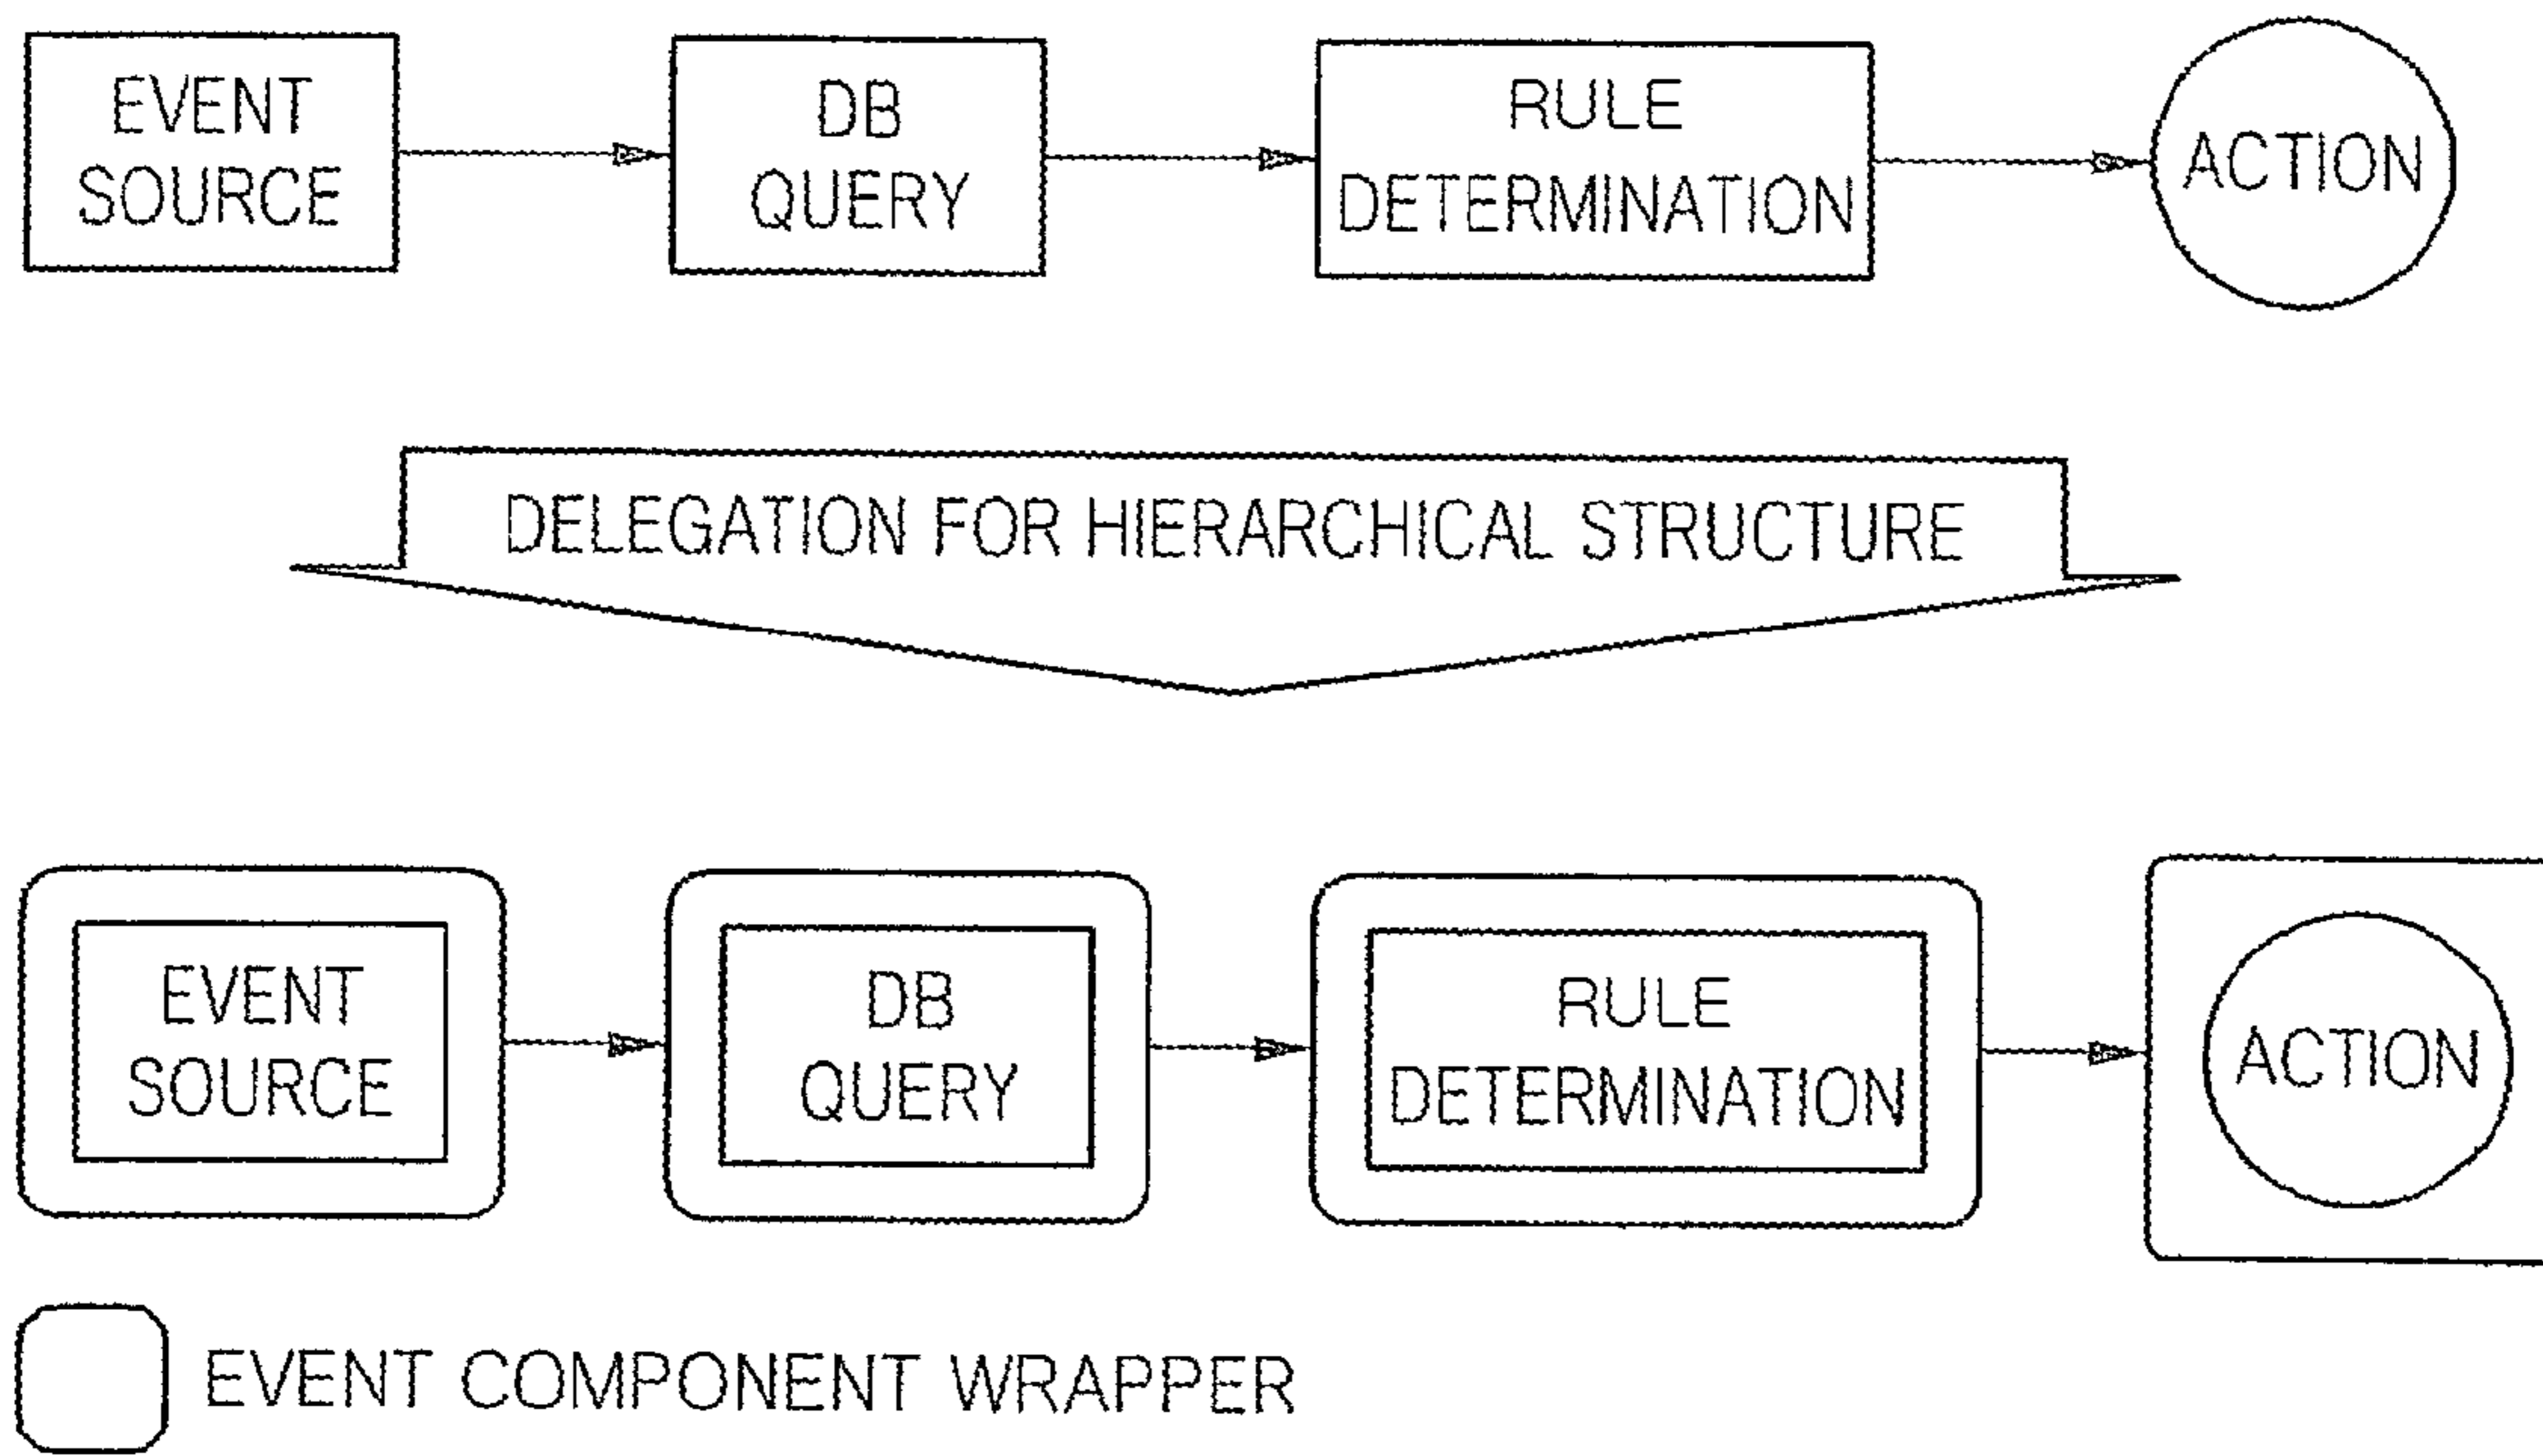 EVENT
SOURCE
DB
QUERY
RULE
DETERMINATION
ACTION
DELEGATION FOR HIERARCHICAL STRUCTURE
EVENT
SOURCE
DB
QUERY
RULE
DETERMINATION
ACTION
EVENT COMPONENT WRAPPER